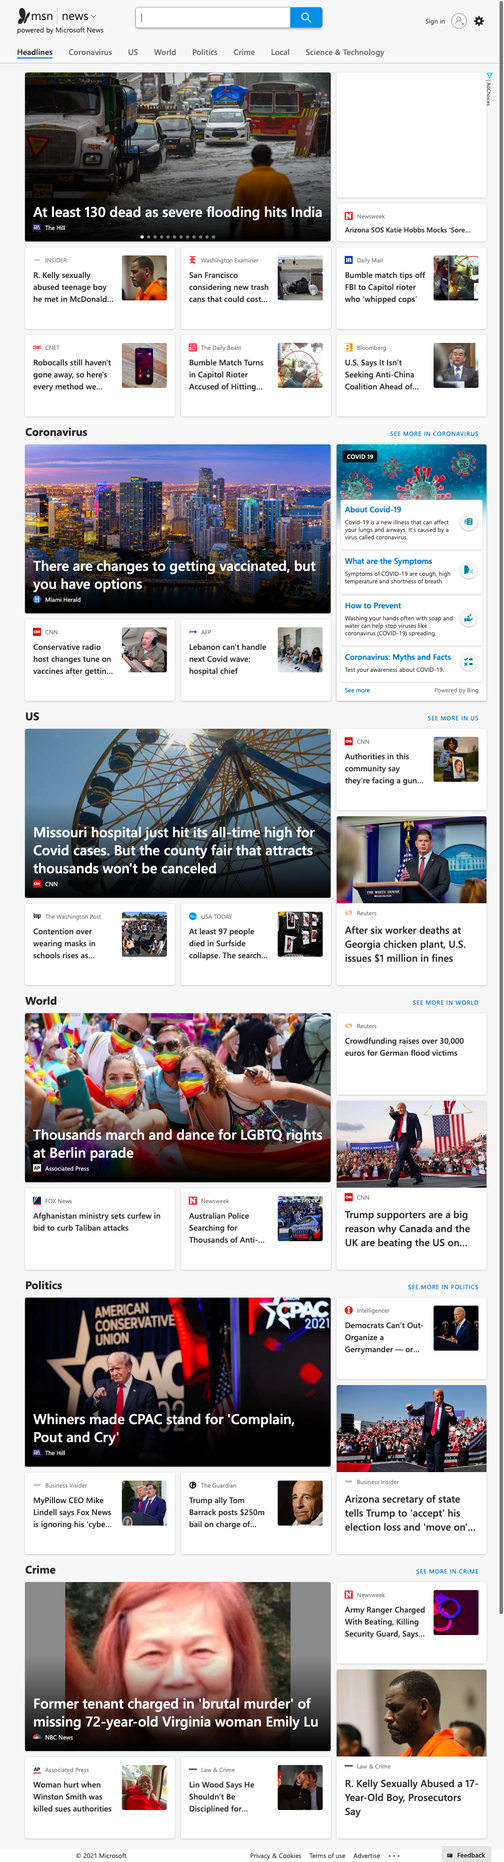 msn | news
powered by Microsoft News
Sign in
Headlines Coronavirus US World Politics Crime Local Science & Technology
At least 130 dead as severe flooding hits India
The Hill
AdChoices
Newsweek
Arizona SOS Katie Hobbs Mocks 'Sore...
INSIDER
R. Kelly sexually
abused teenage boy
he met in McDonald...
Washington Examiner
San Francisco
considering new trash
cans that could cost...
Daily Mail
Bumble match tips off
FBI to Capitol rioter
who 'whipped cops'
CNET
Robocalls still haven't
gone away, so here's
every method we...
The Daily Beast
Bumble Match Turns
in Capitol Rioter
Accused of Hitting...
Bloomberg
U.S. Says It Isn't
Seeking Anti-China
Coalition Ahead of...
Coronavirus
SEE MORE IN CORONAVIRUS
There are changes to getting vaccinated, but
you have options
Miami Herald
COVID 19
About Covid-19
Covid-19 is a new illness that can affect
your lungs and airways. It's caused by a
virus called coronavirus.
What are the Symptoms
Symptoms of COVID-19 are cough, high
temperature and shortness of breath.
How to Prevent
Washing your hands often with soap and
water can help stop viruses like
coronavirus (COVID-19) spreading.
Coronavirus: Myths and Facts
Test your awareness about COVID-19.
See more
Powered by Bing
CNN
Conservative radio
host changes tune on
vaccines after gettin...
AFP
Lebanon can't handle
next Covid wave:
hospital chief
US
SEE MORE IN US
Missouri hospital just hit its all-time high for
Covid cases. But the county fair that attracts
thousands won't be canceled
CNN
CNN
Authorities in this
community say
they're facing a gun...
THE WHITE HOUSE
Reuters
After six worker deaths at
Georgia chicken plant, U.S.
issues $1 million in fines
The Washington Post
Contention over
wearing masks in
schools rises as...
USA TODAY
At least 97 people
died in Surfside
collapse. The search...
World
SEE MORE IN WORLD
Thousands march and dance for LGBTQ rights
at Berlin parade
Associated Press
Reuters
Crowdfunding raises over 30,000
euros for German flood victims
CNN
Trump supporters are a big
reason why Canada and the
UK are beating the US on...
FOX News
Afghanistan ministry sets curfew in
bid to curb Taliban attacks
Newsweek
Australian Police
Searching for
Thousands of Anti-...
Politics
SEE MORE IN POLITICS
AMERICAN
CONSERVATIVE
UNION
CPAC
CPAC
2021
Whiners made CPAC stand for 'Complain,
Pout and Cry'
The Hill
Intelligencer
Democrats Can't Out-
Organize a
Gerrymander — or...
Business Insider
Arizona secretary of state
tells Trump to 'accept' his
election loss and 'move on'...
Business Insider
MyPillow CEO Mike
Lindell says Fox News
is ignoring his 'cybe...
The Guardian
Trump ally Tom
Barrack posts $250m
bail on charge of...
Crime
SEE MORE IN CRIME
Former tenant charged in 'brutal murder' of
missing 72-year-old Virginia woman Emily Lu
NBC News
Newsweek
Army Ranger Charged
With Beating, Killing
Security Guard, Says...
Law & Crime
R. Kelly Sexually Abused a 17-
Year-Old Boy, Prosecutors
Say
Associated Press
Woman hurt when
Winston Smith was
killed sues authorities
Law & Crime
Lin Wood Says He
Shouldn't Be
Disciplined for...
© 2021 Microsoft
Privacy & Cookies Terms of use Advertise ...
Feedback